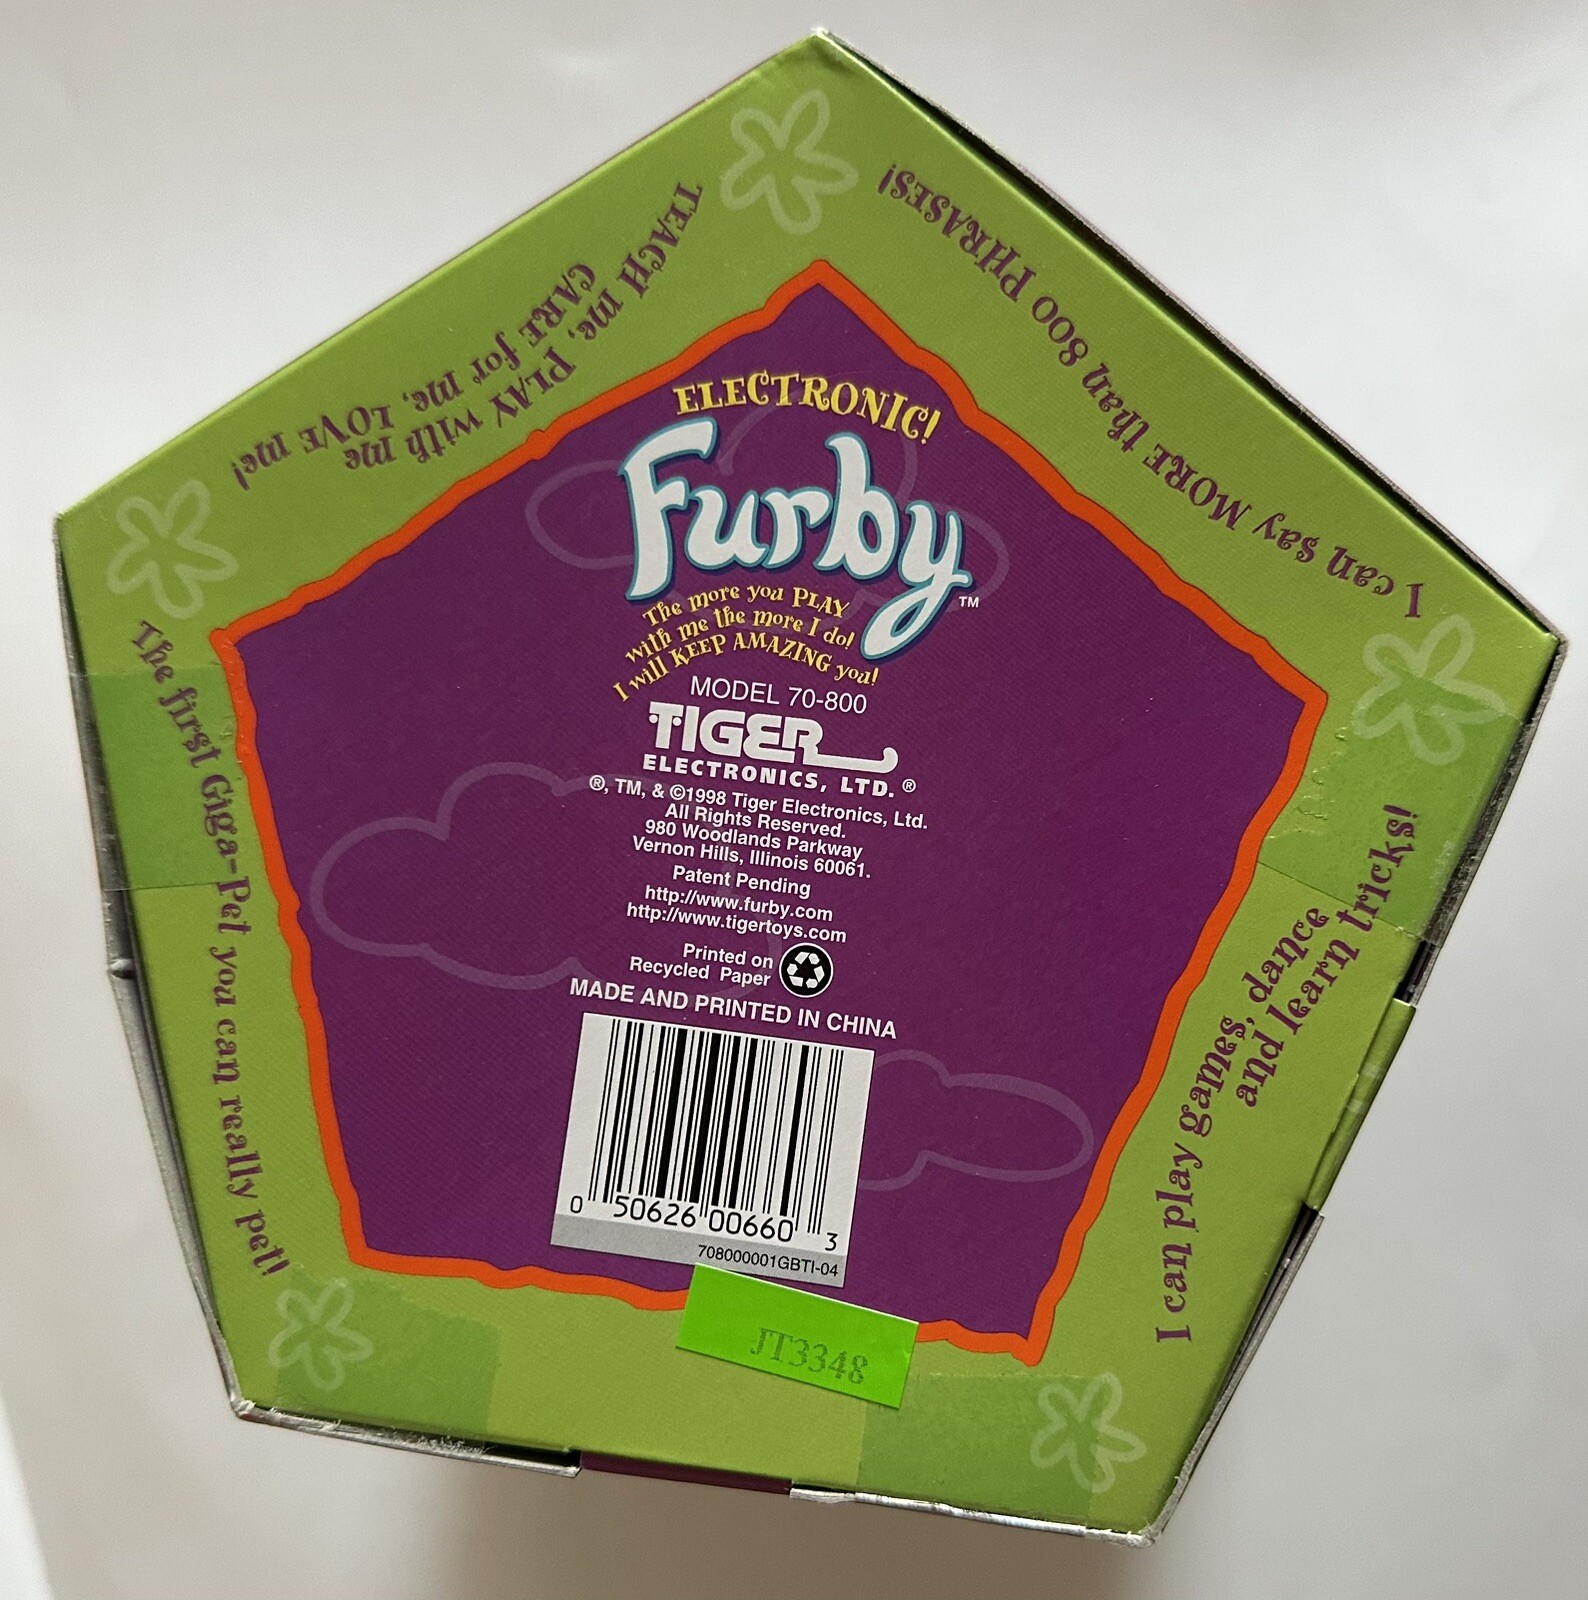 TEACH me, PLAY with me
CARE for me, LOVE me!
I can say MORE than 800 PHRASES!
The first Giga-Pet you can really pet!
I can play games, dance
and learn tricks!
ELECTRONIC!
Furby™
The more you PLAY
with me the more I do!
I will KEEP AMAZING you!
MODEL 70-800
TIGER
ELECTRONICS, LTD.®
®, TM, & ©1998 Tiger Electronics, Ltd.
All Rights Reserved.
980 Woodlands Parkway
Vernon Hills, Illinois 60061.
Patent Pending
http://www.furby.com
http://www.tigertoys.com
Printed on
Recycled Paper
MADE AND PRINTED IN CHINA
0 50626 00660 3
708000001GBTI-04
JT3348